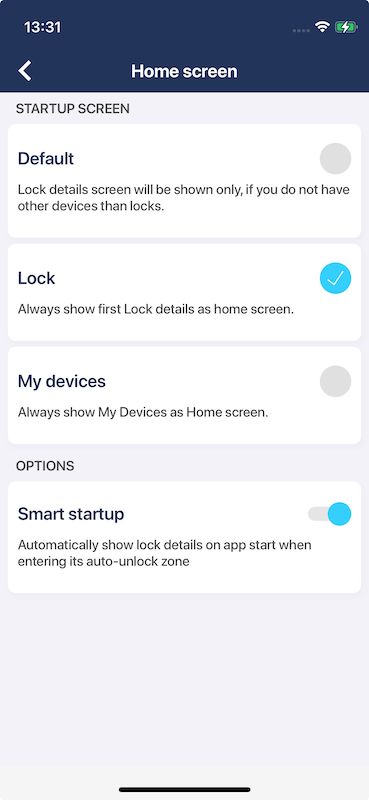 13:31
Home screen
STARTUP SCREEN
Default
Lock details screen will be shown only, if you do not have
other devices than locks.
Lock
Always show first Lock details as home screen.
My devices
Always show My Devices as Home screen.
OPTIONS
Smart startup
Automatically show lock details on app start when
entering its auto-unlock zone